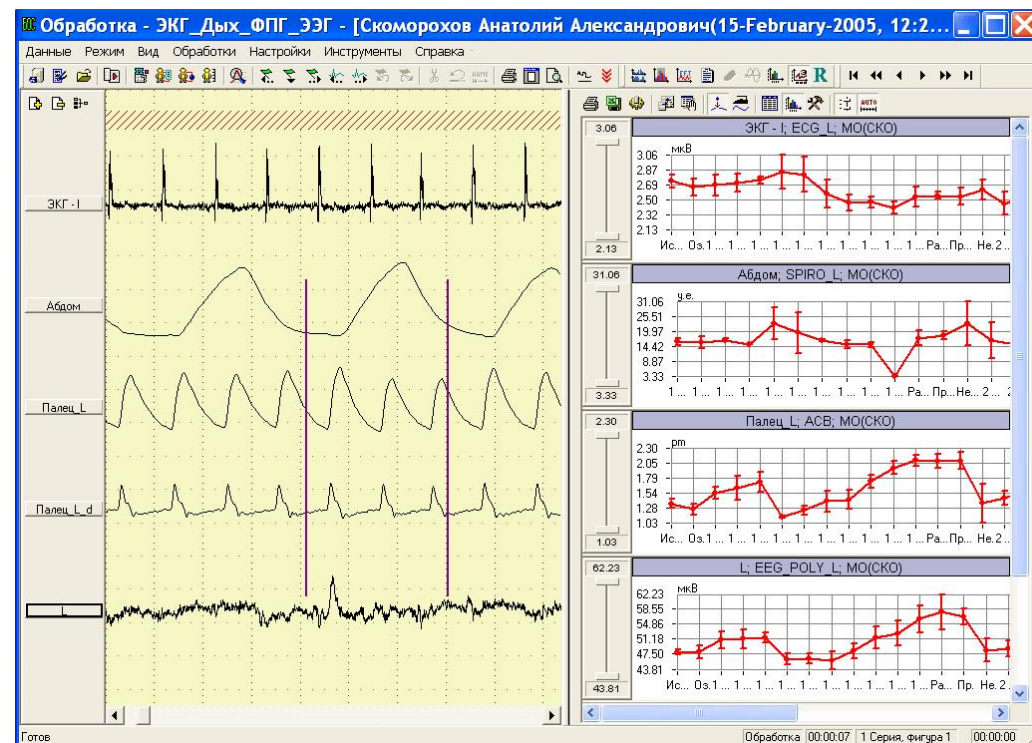 Обработка - ЭКГ_Дых_ФПГ_ЭЭГ - [Скоморохов Анатолий Александрович(15-February-2005, 12:2...
Данные Режим Вид Обработки Настройки Инструменты Справка
R
AUTO
ЭКГ - I
Абдом
Палец_L
Палец_L_d
L
3.06
ЭКГ - I; ECG_L; МО(СКО)
мкВ
3.06
2.87
2.69
2.50
2.32
2.13
2.13
Ис... Оз.1 ... 1 ... 1 ... 1 ... 1 ... 1 ... 1 ... 1 ... 1 ... Ра... Пр... Не.2 ...
31.06
Абдом; SPIRO_L; МО(СКО)
у.е.
31.06
25.51
19.97
14.42
8.87
3.33
3.33
1 ... 1 ... 1 ... 1 ... 1 ... 1 ... 1 ... 1 ... 1 ... 1 ... Ра... Пр...Не... 2 ... 2
2.30
Палец_L; АСВ; МО(СКО)
pm
2.30
2.05
1.79
1.54
1.28
1.03
1.03
Ис... Оз.1 ... 1 ... 1 ... 1 ... 1 ... 1 ... 1 ... 1 ... 1 ... Ра...Пр... Не.2 ...
62.23
L; EEG_POLY_L; МО(СКО)
мкВ
62.23
58.55
54.86
51.18
47.50
43.81
43.81
Ис... Оз.1 ... 1 ... 1 ... 1 ... 1 ... 1 ... 1 ... 1 ... 1 ... Ра... Пр. Не.2 ...
Готов
Обработка 00:00:07 1 Серия, фигура 1 00:00:00